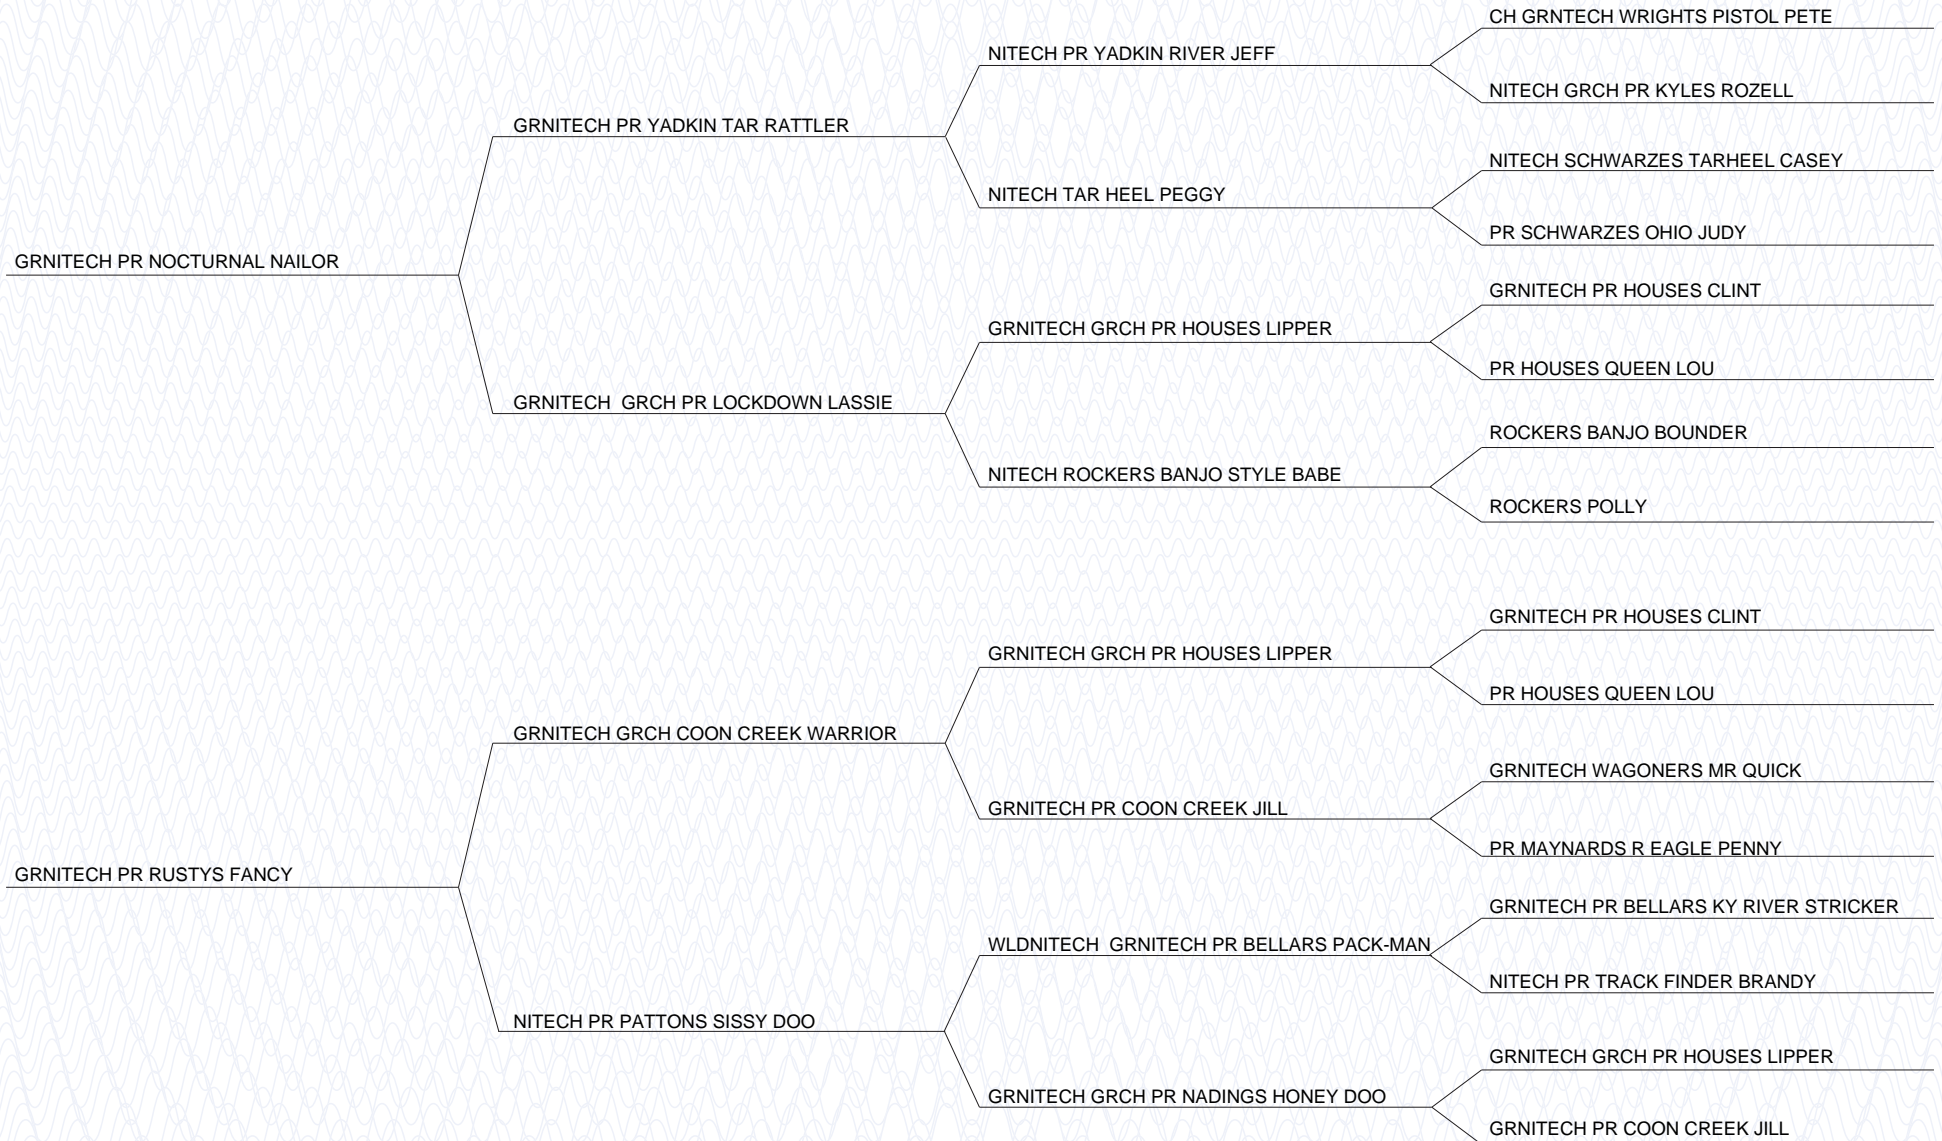 CH GRNTECH WRIGHTS PISTOL PETE
NITECH PR YADKIN RIVER JEFF
NITECH GRCH PR KYLES ROZELL
GRNITECH PR YADKIN TAR RATTLER
NITECH SCHWARZES TARHEEL CASEY
NITECH TAR HEEL PEGGY
PR SCHWARZES OHIO JUDY
GRNITECH PR NOCTURNAL NAILOR
GRNITECH PR HOUSES CLINT
GRNITECH GRCH PR HOUSES LIPPER
PR HOUSES QUEEN LOU
GRNITECH  GRCH PR LOCKDOWN LASSIE
ROCKERS BANJO BOUNDER
NITECH ROCKERS BANJO STYLE BABE
ROCKERS POLLY
GRNITECH PR HOUSES CLINT
GRNITECH GRCH PR HOUSES LIPPER
PR HOUSES QUEEN LOU
GRNITECH GRCH COON CREEK WARRIOR
GRNITECH WAGONERS MR QUICK
GRNITECH PR COON CREEK JILL
PR MAYNARDS R EAGLE PENNY
GRNITECH PR RUSTYS FANCY
GRNITECH PR BELLARS KY RIVER STRICKER
WLDNITECH  GRNITECH PR BELLARS PACK-MAN
NITECH PR TRACK FINDER BRANDY
NITECH PR PATTONS SISSY DOO
GRNITECH GRCH PR HOUSES LIPPER
GRNITECH GRCH PR NADINGS HONEY DOO
GRNITECH PR COON CREEK JILL